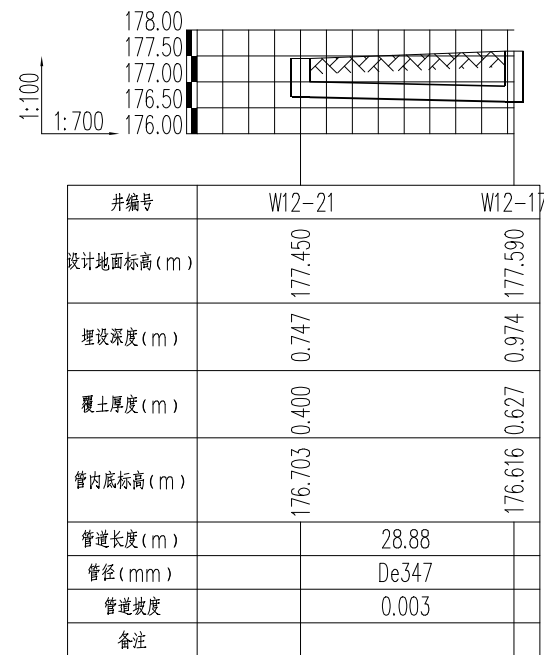 178.00
177.50
177.00
176.50
176.00
1:100
1:700
井编号 W12-21 W12-17
设计地面标高(m) 177.450 177.590
埋设深度(m) 0.747 0.974
覆土厚度(m) 0.400 0.627
管内底标高(m) 176.703 176.616
管道长度(m) 28.88
管径(mm) De347
管道坡度 0.003
备注